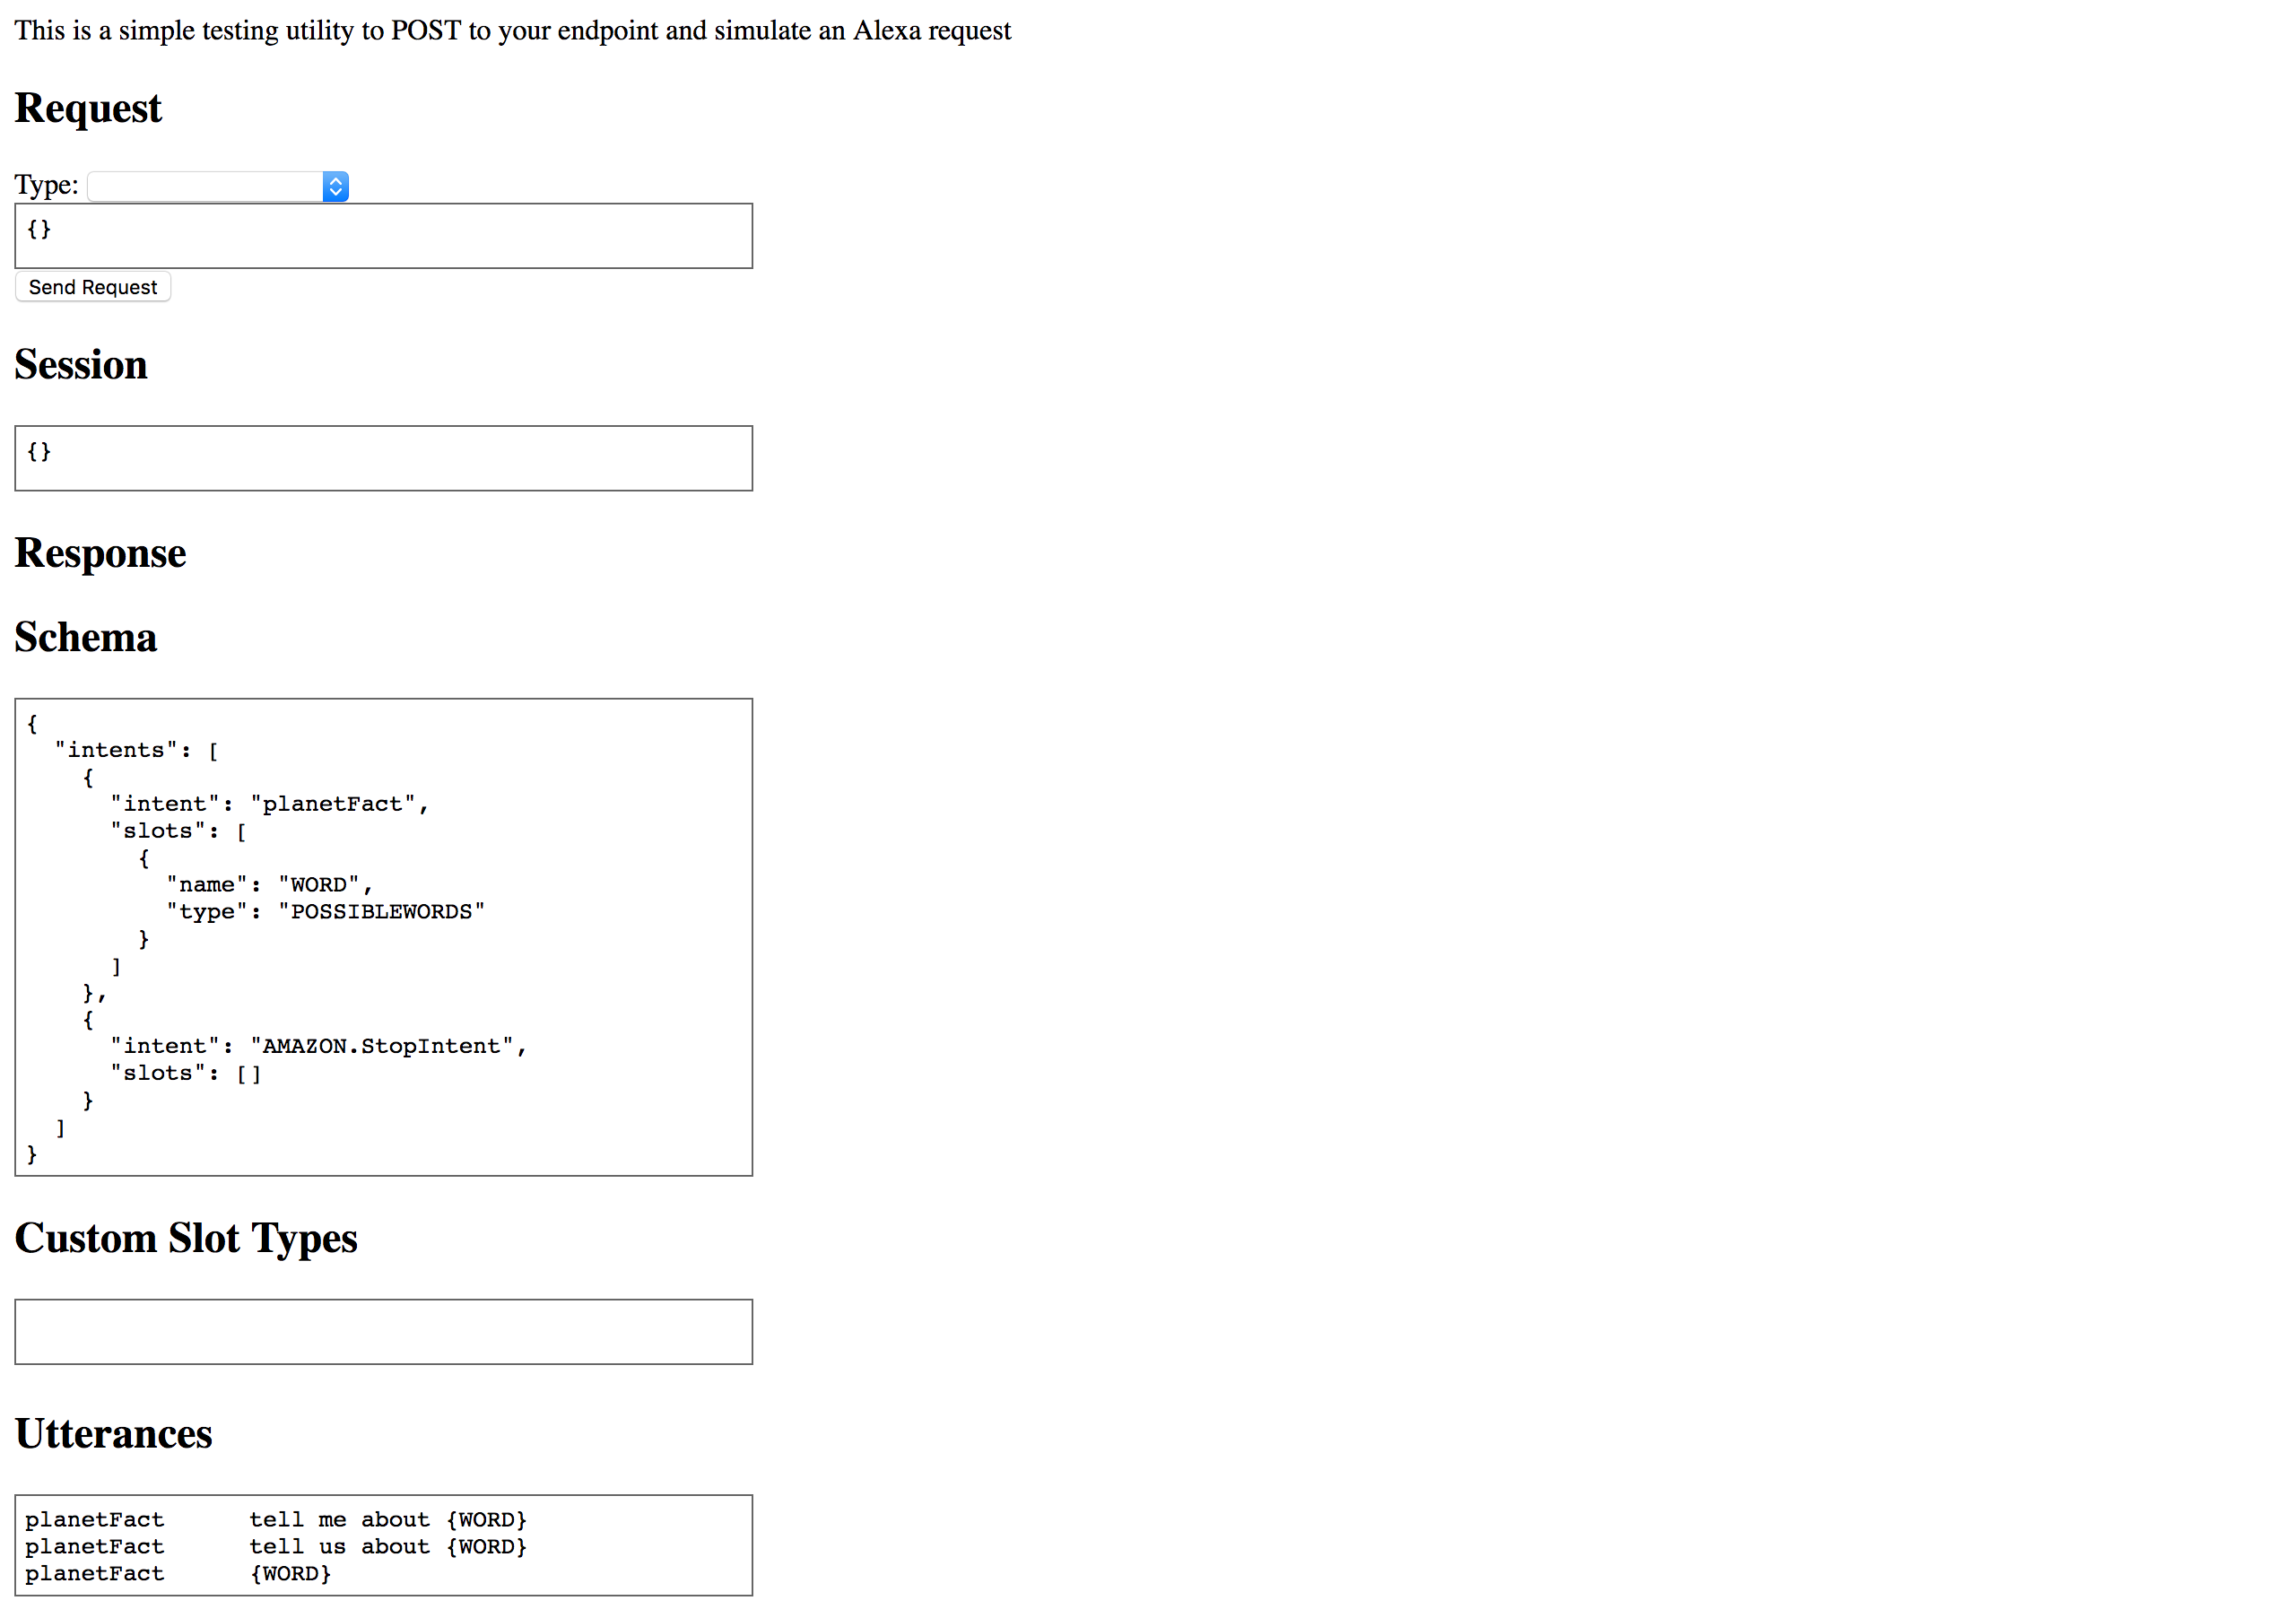 This is a simple testing utility to POST to your endpoint and simulate an Alexa request
Request
Type:
{}
Send Request
Session
{}
Response
Schema
{
  "intents": [
    {
      "intent": "planetFact",
      "slots": [
        {
          "name": "WORD",
          "type": "POSSIBLEWORDS"
        }
      ]
    },
    {
      "intent": "AMAZON.StopIntent",
      "slots": []
    }
  ]
}
Custom Slot Types
Utterances
planetFact      tell me about {WORD}
planetFact      tell us about {WORD}
planetFact      {WORD}